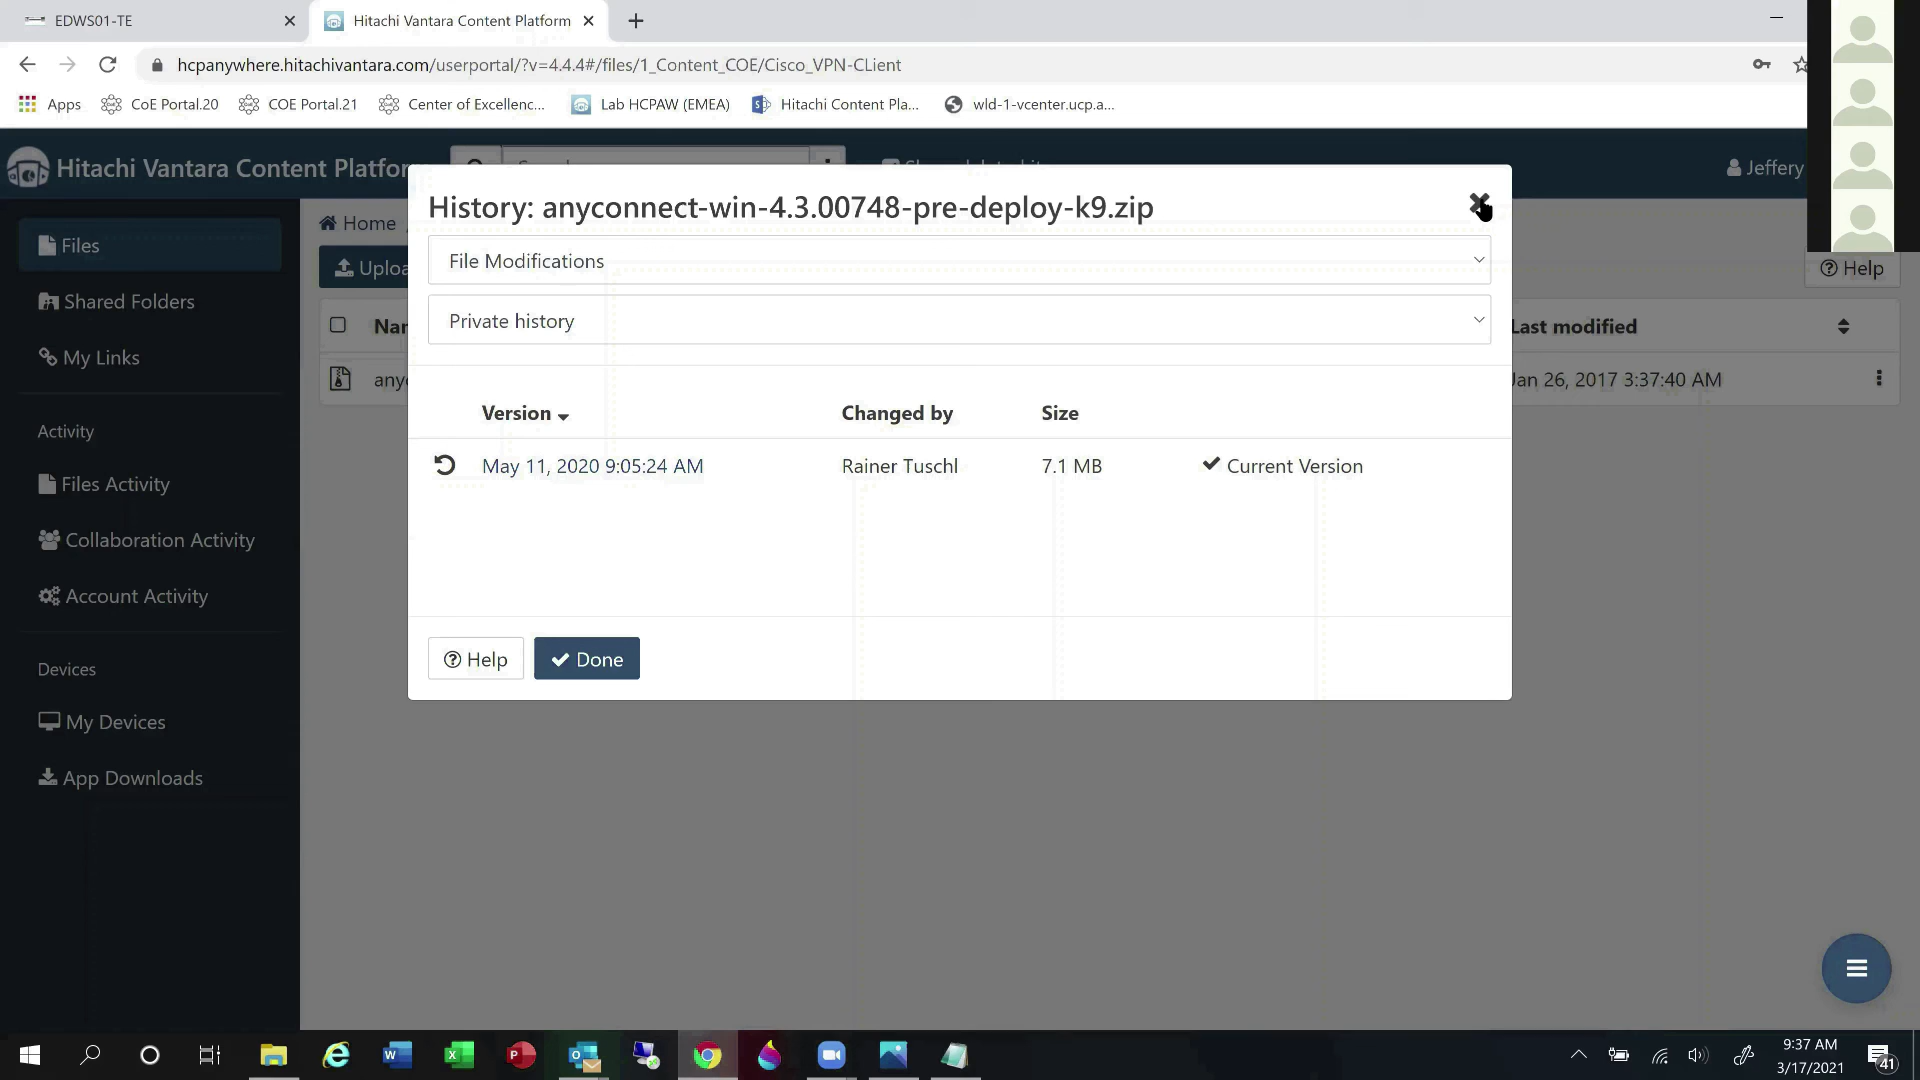 EDWS01-TE
Hitachi Vantara Content Platform
hcpanywhere.hitachivantara.com/userportal/?v=4.4.4#/files/1_Content_COE/Cisco_VPN-CLient
Apps
CoE Portal.20
COE Portal.21
Center of Excellenc...
Lab HCPAW (EMEA)
Hitachi Content Pla...
wld-1-vcenter.ucp.a...
Hitachi Vantara Content Platfor
Jeffery
Files
Shared Folders
My Links
Activity
Files Activity
Collaboration Activity
Account Activity
Devices
My Devices
App Downloads
Home
Uploa
Help
Nar
Last modified
anyc
Jan 26, 2017 3:37:40 AM
History: anyconnect-win-4.3.00748-pre-deploy-k9.zip
File Modifications
Private history
Version
Changed by
Size
May 11, 2020 9:05:24 AM
Rainer Tuschl
7.1 MB
Current Version
Help
Done
9:37 AM
3/17/2021
41